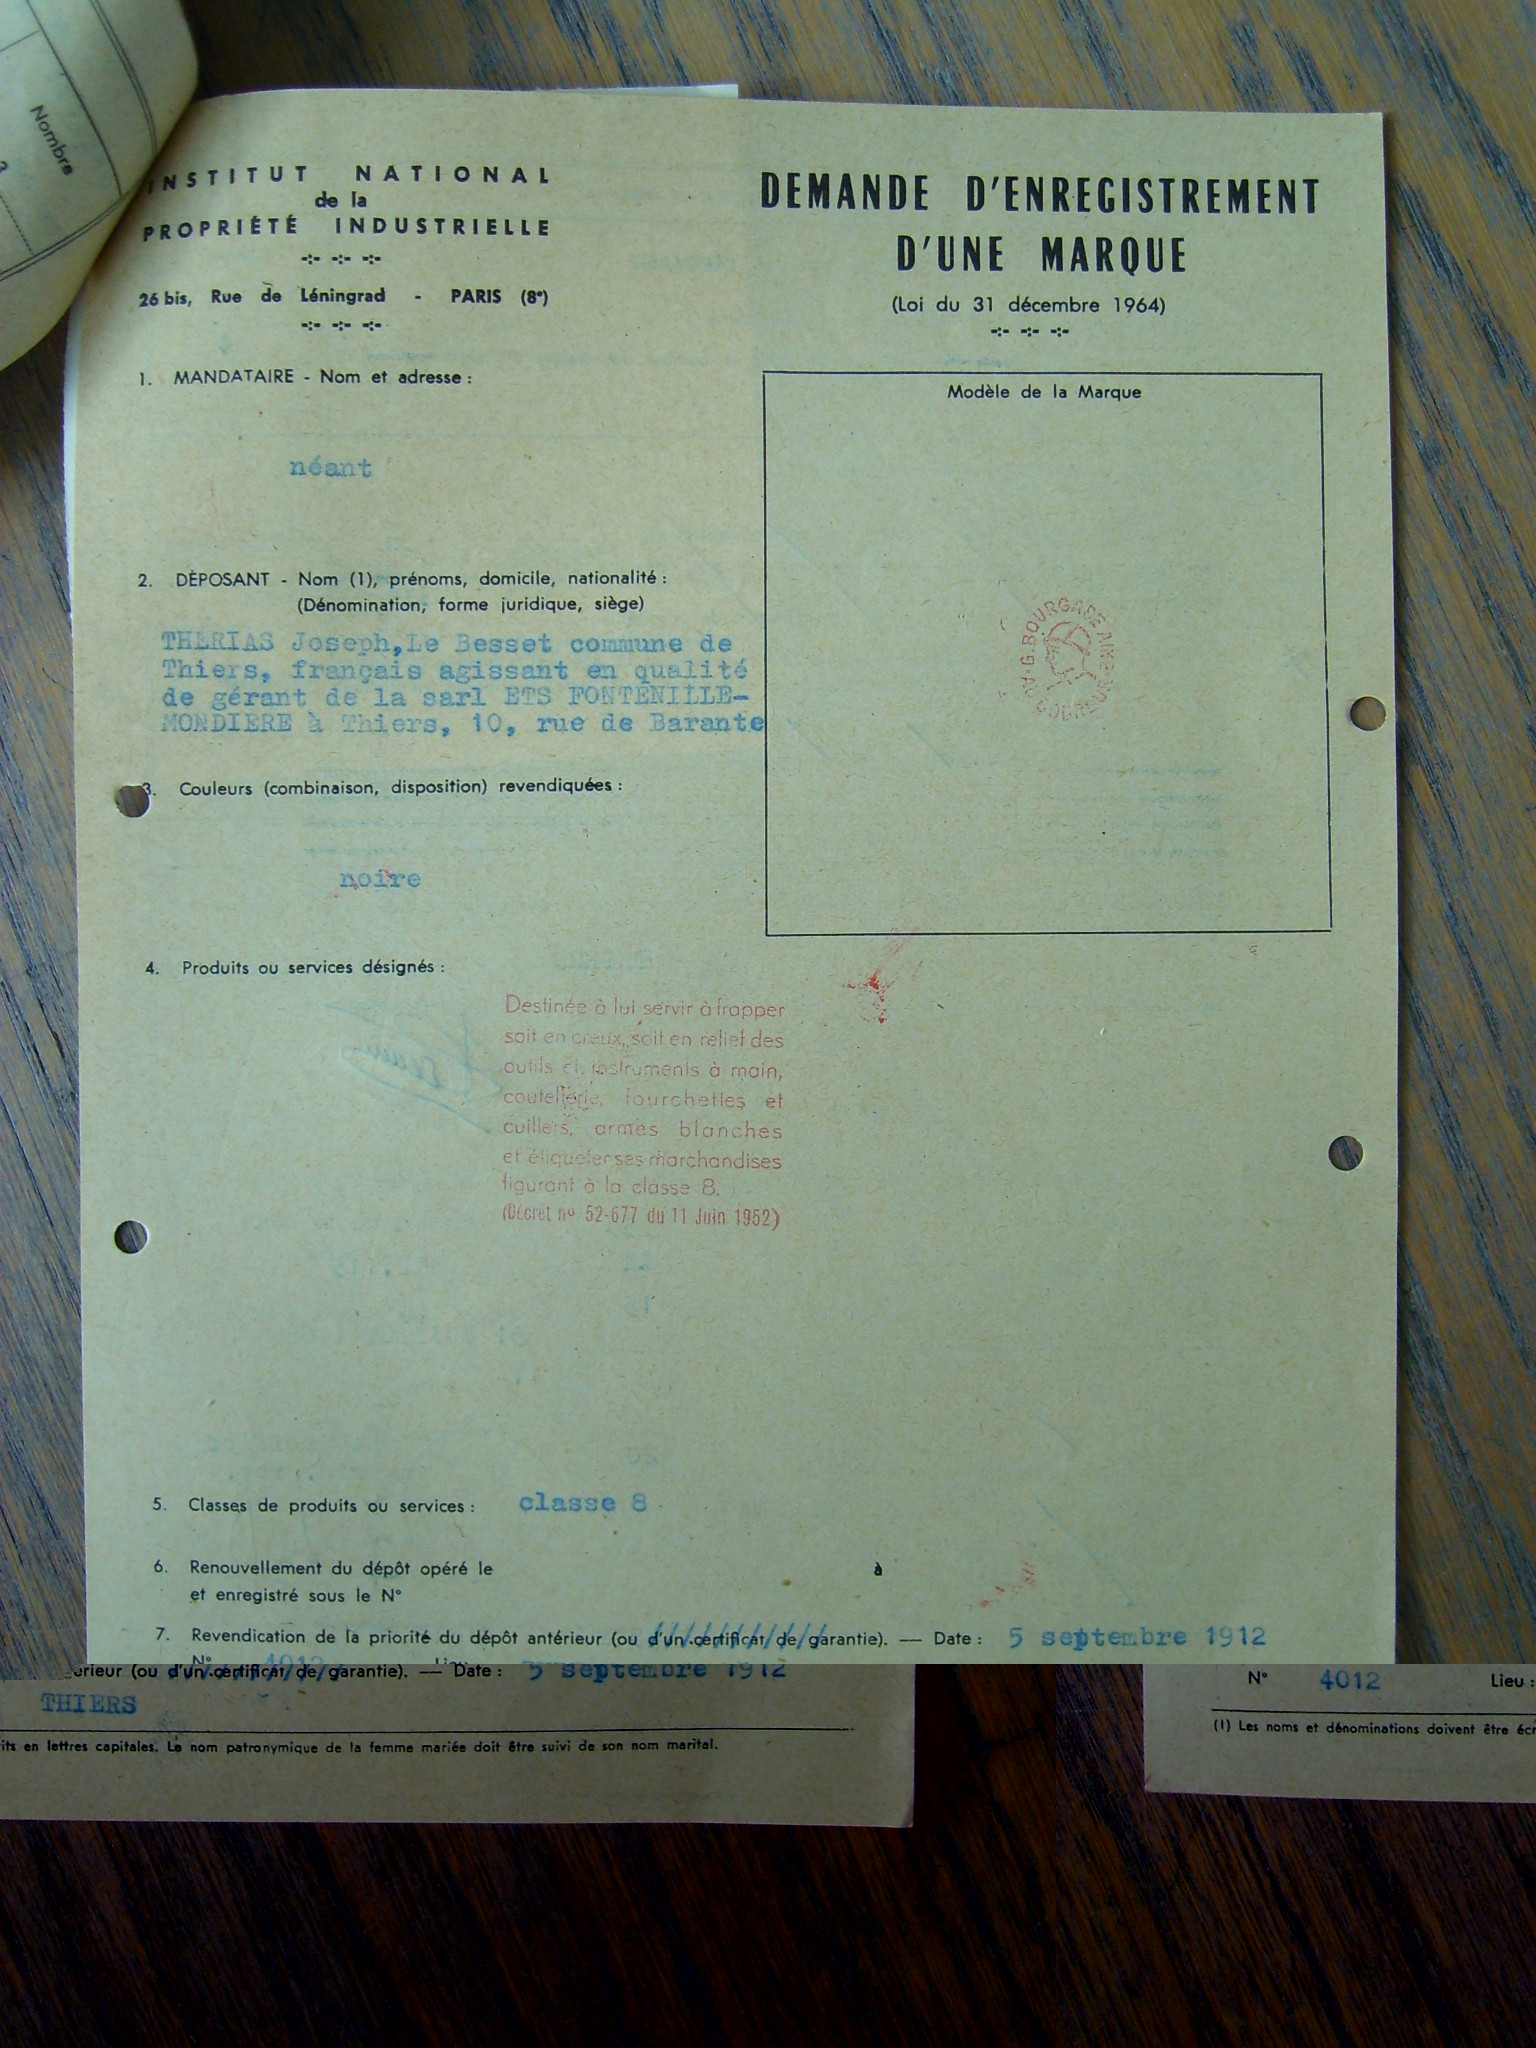 Nombre
INSTITUT NATIONAL
de la
PROPRIÉTÉ INDUSTRIELLE
26 bis, Rue de Léningrad - PARIS (8e)
DEMANDE D'ENREGISTREMENT
D'UNE MARQUE
(Loi du 31 décembre 1964)
1. MANDATAIRE - Nom et adresse :
néant
Modèle de la Marque
G. BOURGADE AINE
AU
2. DÉPOSANT - Nom (1), prénoms, domicile, nationalité :
(Dénomination, forme juridique, siège)
THERIAS Joseph, Le Besset commune de
Thiers, français agissant en qualité
de gérant de la sarl ETS FONTENILLE-
MONDIERE à Thiers, 10, rue de Barante
3. Couleurs (combinaison, disposition) revendiquées :
noire
4. Produits ou services désignés :
Destinée à lui servir à frapper
soit en creux, soit en relief des
outils et instruments à main,
coutellerie, fourchettes et
cuillers, armes blanches
et étiqueter ses marchandises
figurant à la classe 8.
(Décret nº 52-677 du 11 Juin 1952)
5. Classes de produits ou services : classe 8
6. Renouvellement du dépôt opéré le à
et enregistré sous le N°
7. Revendication de la priorité du dépôt antérieur (ou d'un certificat de garantie). — Date : 5 septembre 1912
N° 4012 Lieu
érieur (ou d'un certificat de garantie). — Date : 5 septembre 1912
THIERS
its en lettres capitales. Le nom patronymique de la femme mariée doit être suivi de son nom marital.
N° 4012 Lieu :
(1) Les noms et dénominations doivent être écr